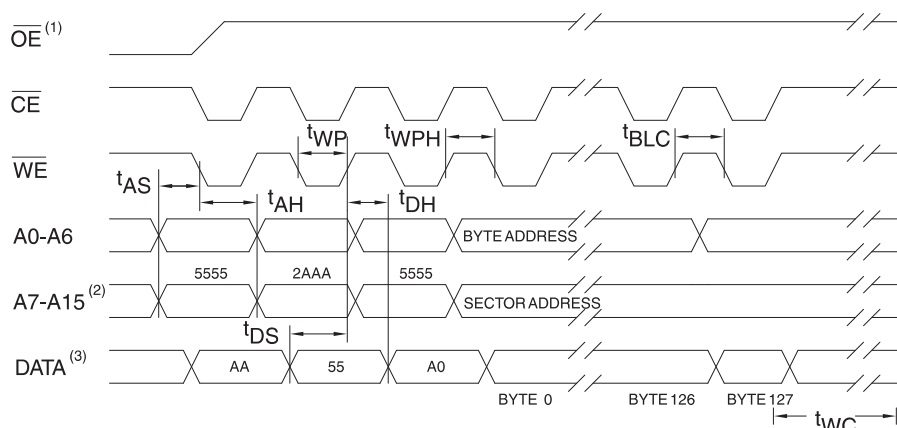 OE (1)
CE
tWP tWPH tBLC
WE
tAS tAH tDH
A0-A6 BYTE ADDRESS
5555 2AAA 5555
A7-A15 (2) SECTOR ADDRESS
tDS
DATA (3) AA 55 A0
BYTE 0 BYTE 126 BYTE 127
tWC